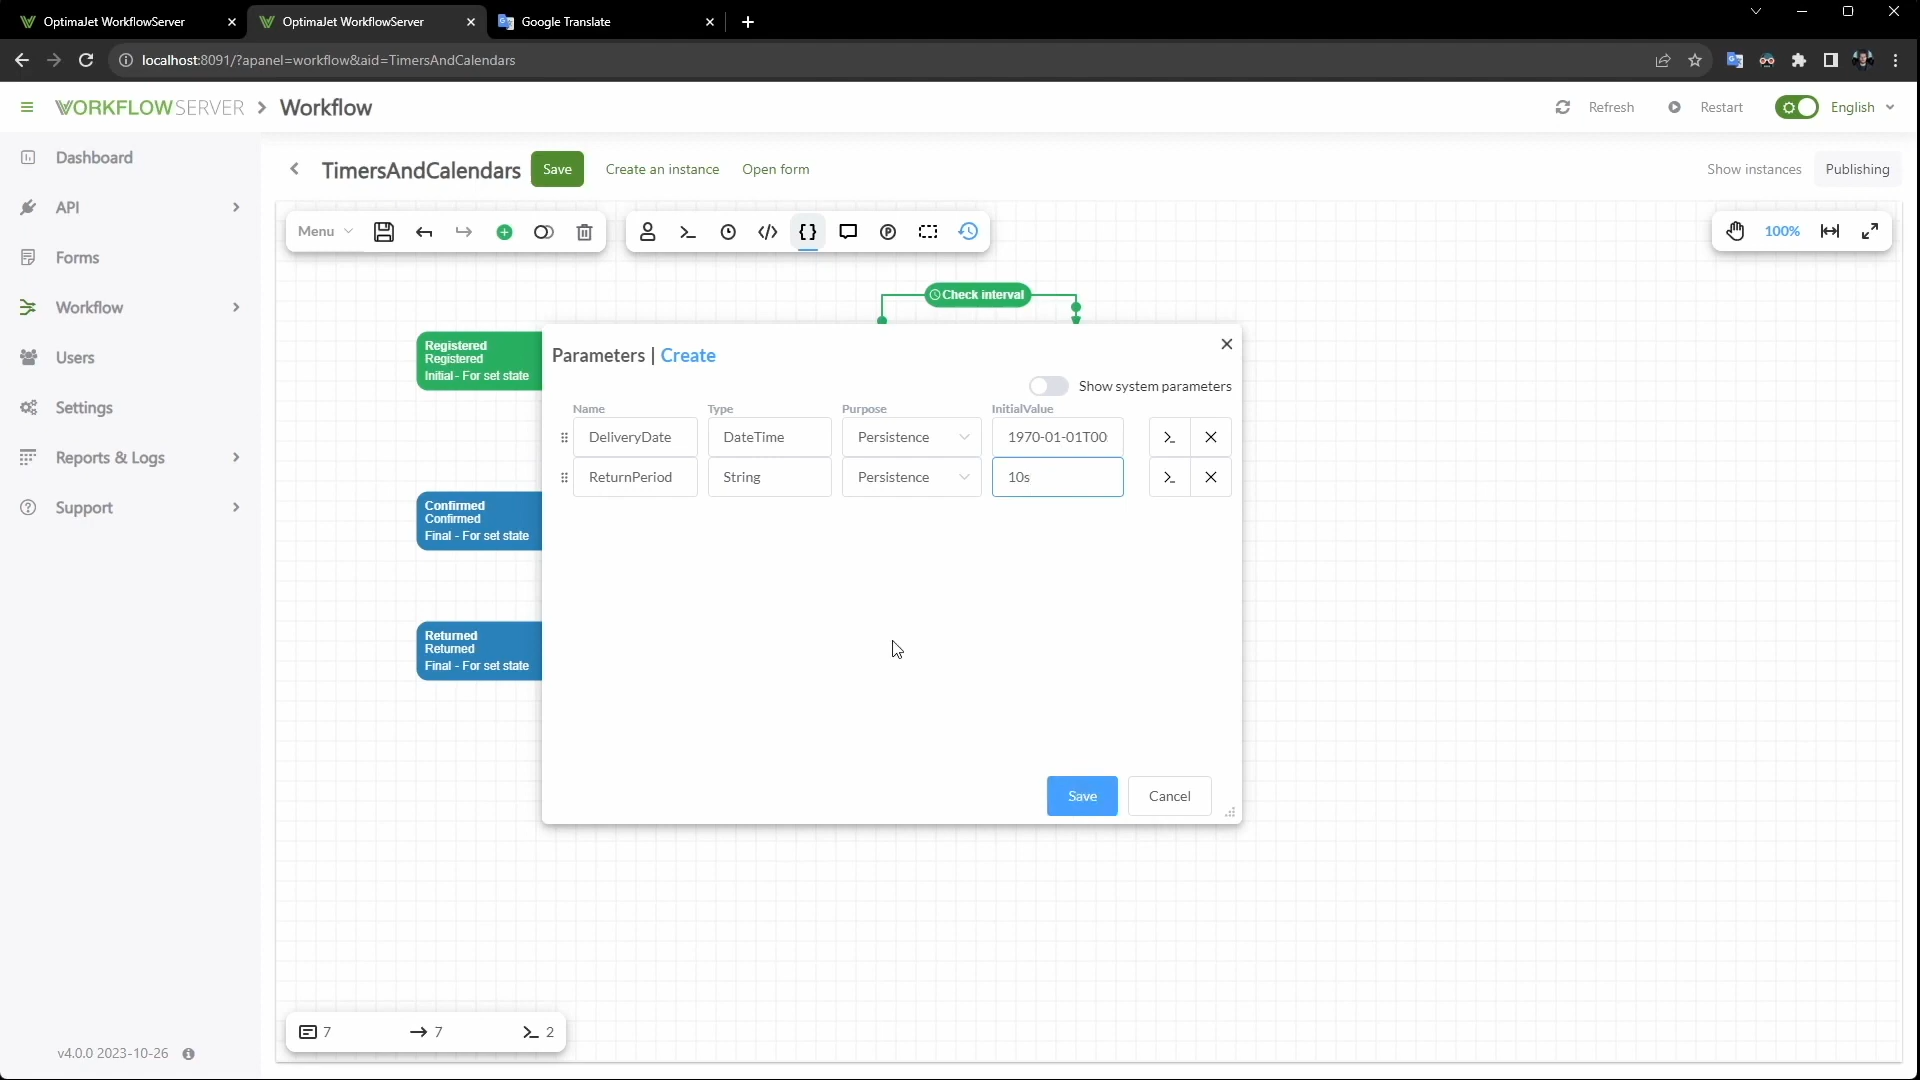 OptimaJet WorkflowServer
OptimaJet WorkflowServer
Google Translate
localhost:8091/?apanel=workflow&aid=TimersAndCalendars
WORKFLOWSERVER
Workflow
Refresh
Restart
English
Dashboard
API
Forms
Workflow
Users
Settings
Reports & Logs
Support
v4.0.0 2023-10-26
TimersAndCalendars
Save
Create an instance
Open form
Show instances
Publishing
Menu
100%
Check interval
Registered
Registered
Initial - For set state
Confirmed
Confirmed
Final - For set state
Returned
Returned
Final - For set state
Parameters | Create
Show system parameters
Name Type Purpose InitialValue
DeliveryDate DateTime Persistence 1970-01-01T00:
ReturnPeriod String Persistence 10s
Save Cancel
7 7 2